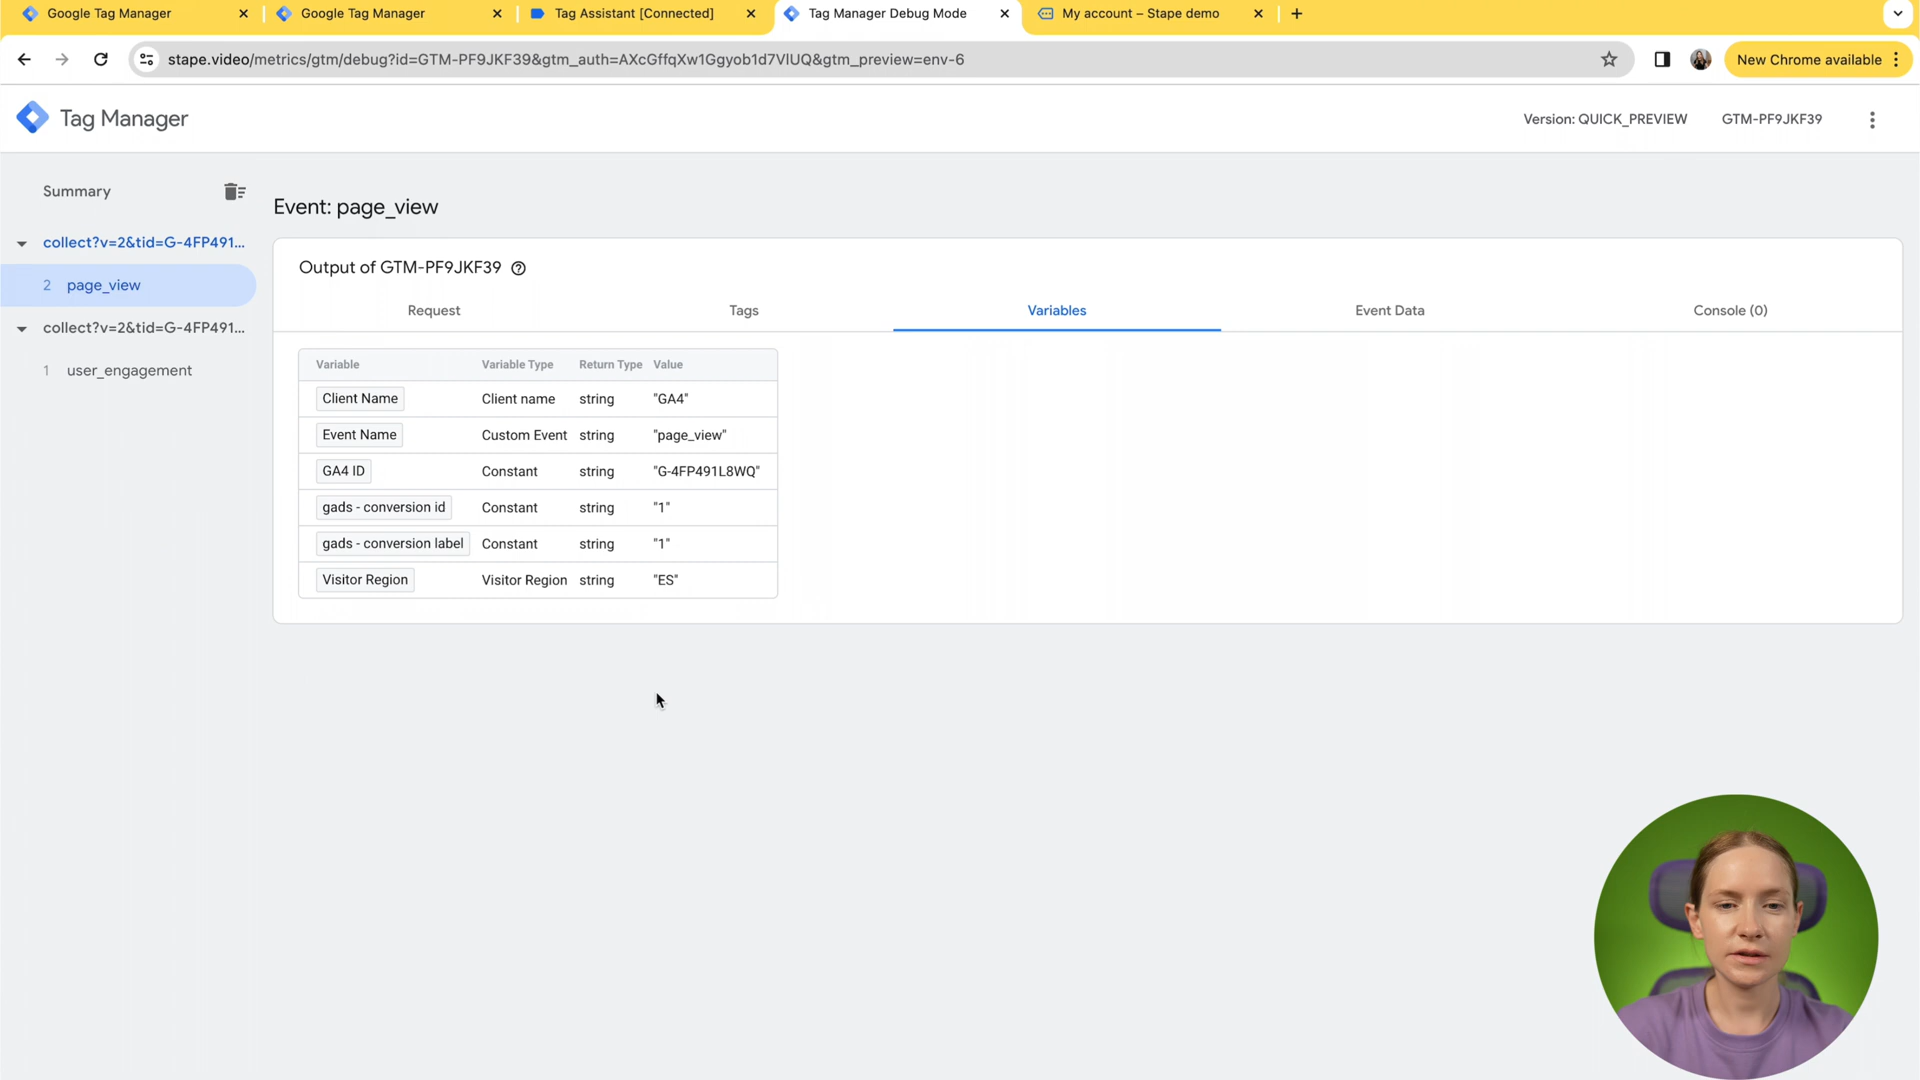 Google Tag Manager
Google Tag Manager
Tag Assistant [Connected]
Tag Manager Debug Mode
My account – Stape demo
stape.video/metrics/gtm/debug?id=GTM-PF9JKF39&gtm_auth=AXcGffqXw1Ggyob1d7VIUQ&gtm_preview=env-6
New Chrome available
Tag Manager
Version: QUICK_PREVIEW
GTM-PF9JKF39
Summary
collect?v=2&tid=G-4FP491...
2 page_view
collect?v=2&tid=G-4FP491...
1 user_engagement
Event: page_view
Output of GTM-PF9JKF39
Request Tags Variables Event Data Console (0)
Variable Variable Type Return Type Value
Client Name Client name string "GA4"
Event Name Custom Event string "page_view"
GA4 ID Constant string "G-4FP491L8WQ"
gads - conversion id Constant string "1"
gads - conversion label Constant string "1"
Visitor Region Visitor Region string "ES"